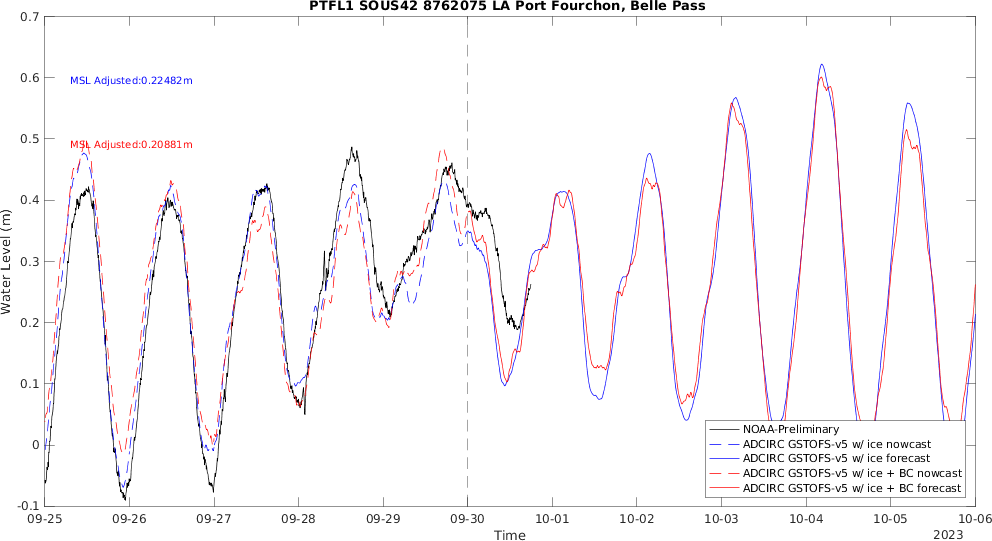 PTFL1 SOUS42 8762075 LA Port Fourchon, Belle Pass
0.7
0.6
0.5
0.4
0.3
0.2
0.1
0
-0.1
Water Level (m)
MSL Adjusted:0.22482m
MSL Adjusted:0.20881m
NOAA-Preliminary
ADCIRC GSTOFS-v5 w/ ice nowcast
ADCIRC GSTOFS-v5 w/ ice forecast
ADCIRC GSTOFS-v5 w/ ice + BC nowcast
ADCIRC GSTOFS-v5 w/ ice + BC forecast
09-25 09-26 09-27 09-28 09-29 09-30 10-01 10-02 10-03 10-04 10-05 10-06
Time
2023